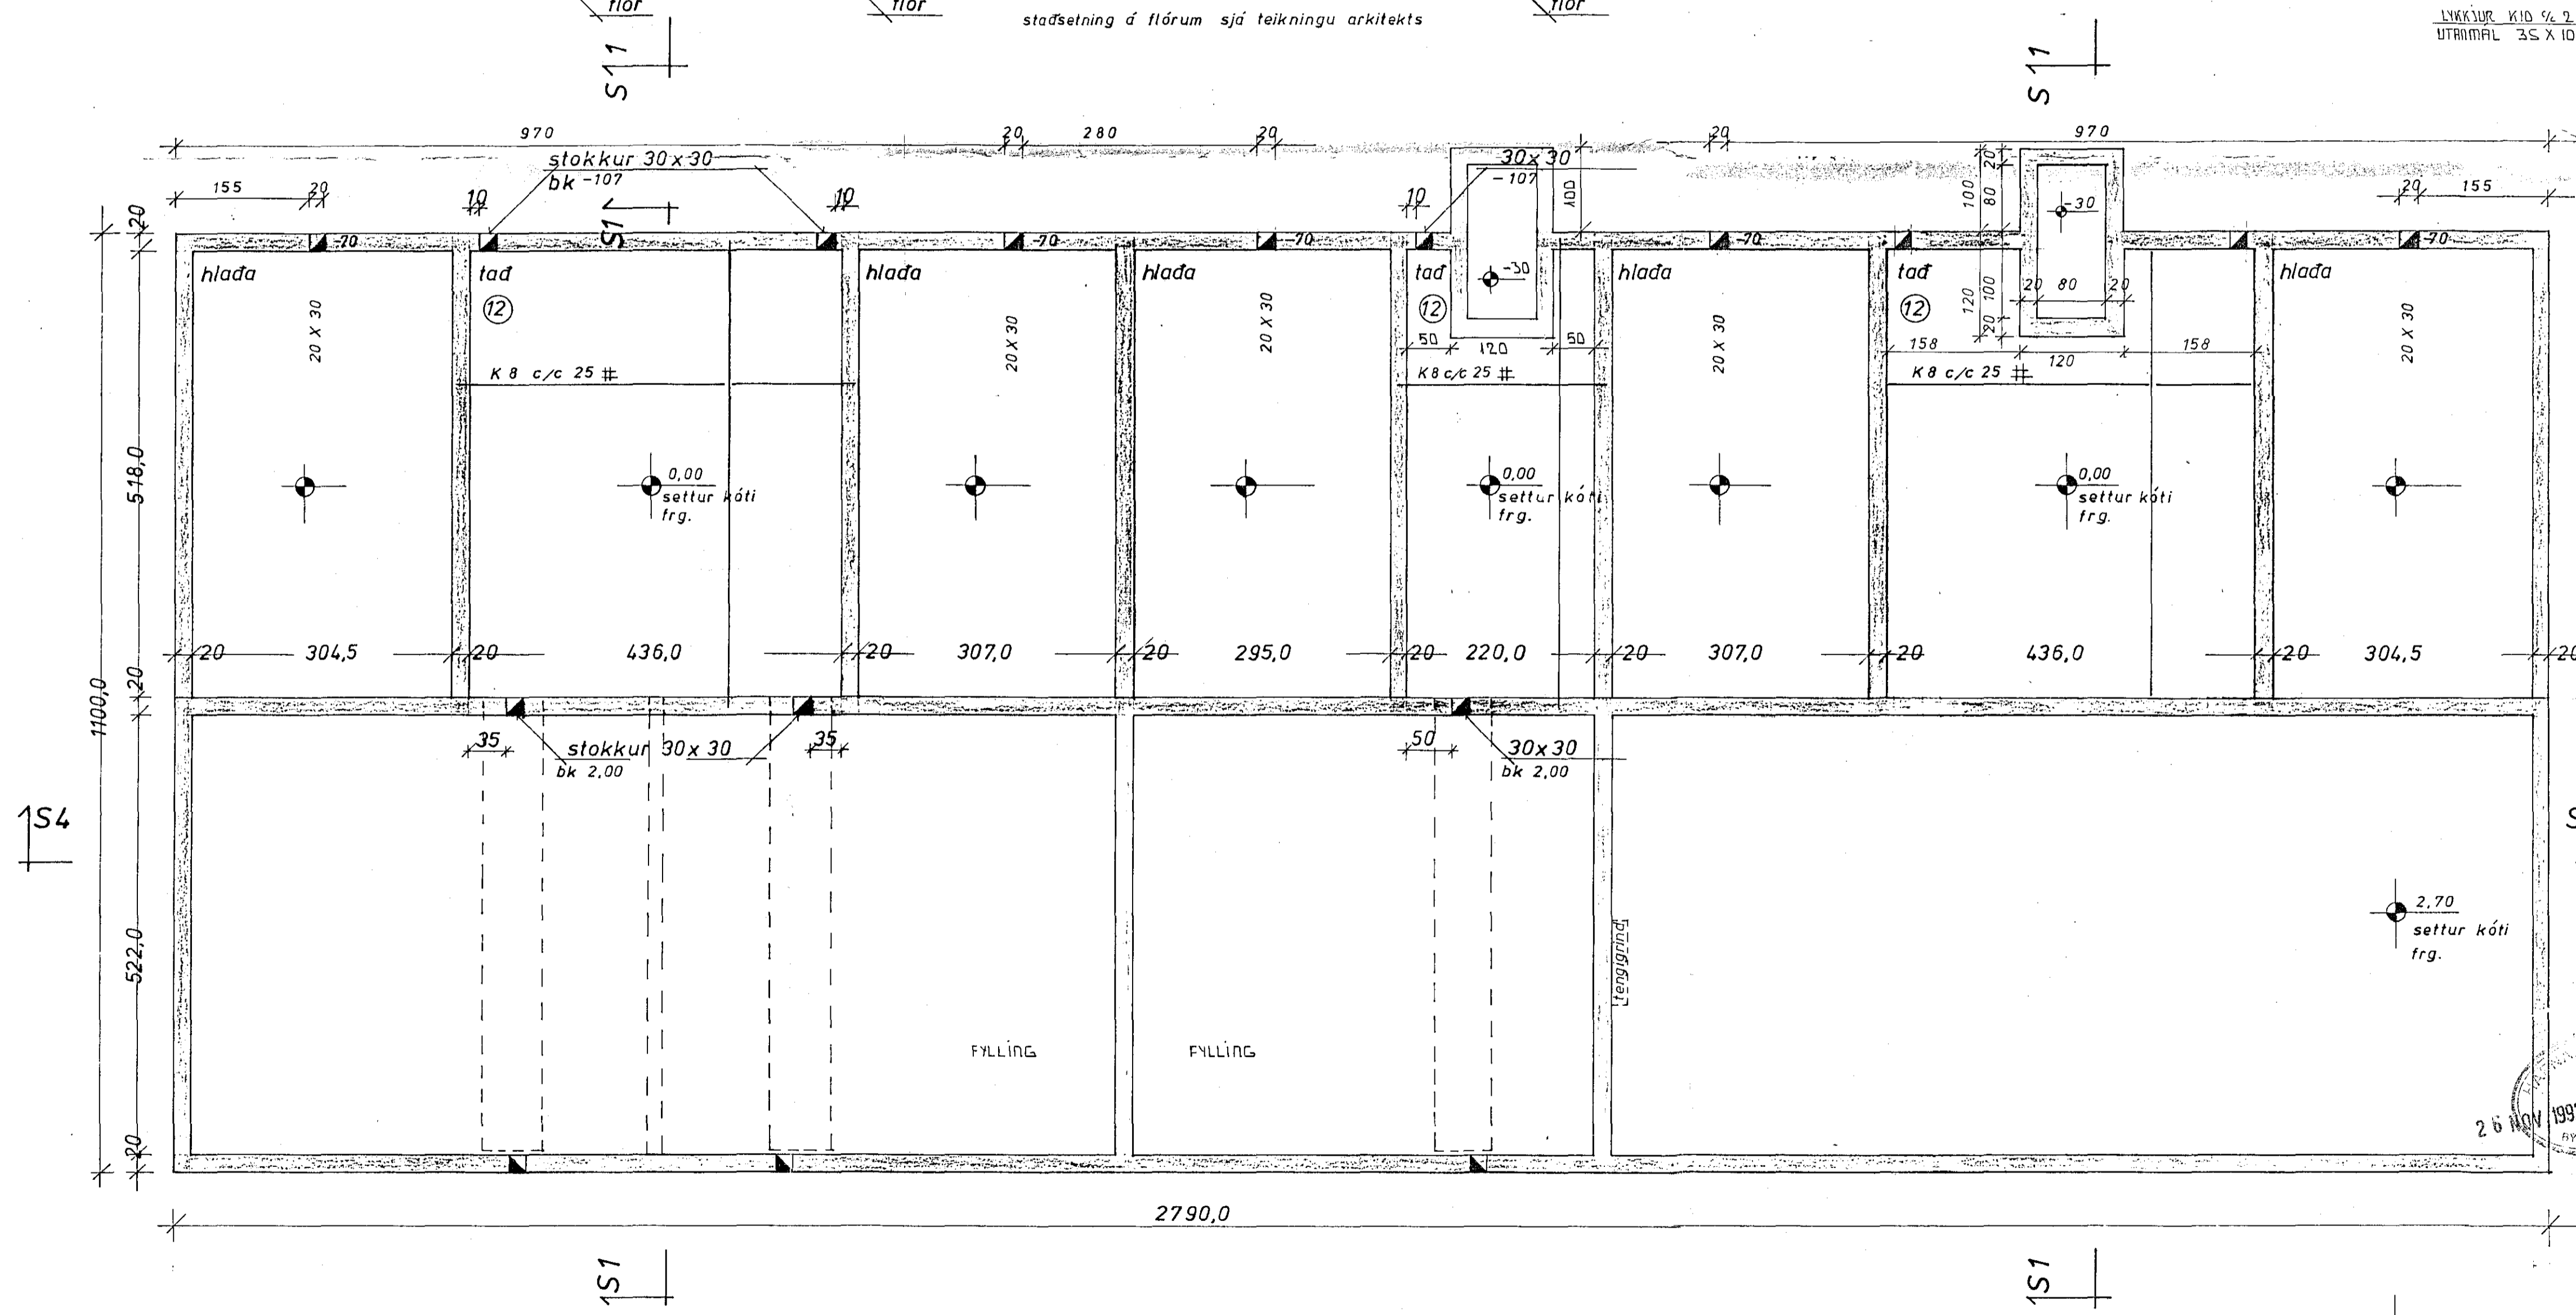 flór
flór
flór
staðsetning á flórum sjá teikningu arkitekts
LYKKJUR K10 c/c 2
UTANMÁL 35 X 10
S11
S11
970
20
280
20
20
970
stokkur 30x30
bk -107
30x30
-107
155
20
10
S1
10
10
100
100
20
80
-30
20
155
20
-70
-70
-70
-70
-70
hlaða
tað
12
hlaða
hlaða
tað
12
-30
hlaða
tað
12
hlaða
20 X 30
20 X 30
20 X 30
20 X 30
20 X 30
20
80
20
120
100
20
50
120
50
158
120
158
K 8 c/c 25 #
K 8 c/c 25 #
K 8 c/c 25 #
518,0
0,00
settur kóti
frg.
0,00
settur kóti
frg.
0,00
settur kóti
frg.
20
304,5
20
436,0
20
307,0
20
295,0
20
220,0
20
307,0
20
436,0
20
304,5
20
20
1100,0
35
stokkur 30x30
bk 2,00
35
50
30x30
bk 2,00
S4
S
522,0
tengigrind
2,70
settur kóti
frg.
FYLLING
FYLLING
20
26 NOV 199
2790,0
S1
S1